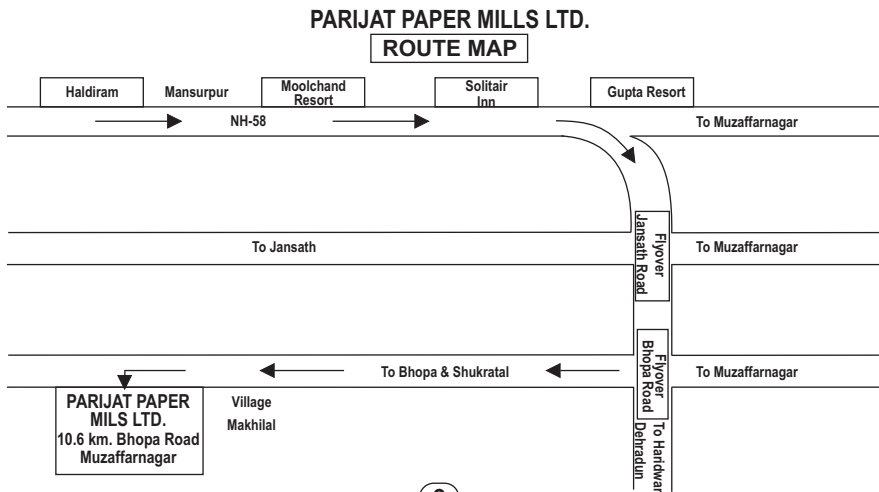 PARIJAT PAPER MILLS LTD.
ROUTE MAP
Haldiram
Mansurpur
Moolchand
Resort
Solitair
Inn
Gupta Resort
NH-58
To Muzaffarnagar
Flyover
Jansath Road
To Jansath
To Muzaffarnagar
Flyover
Bhopa Road
To Bhopa & Shukratal
To Muzaffarnagar
PARIJAT PAPER
MILS LTD.
10.6 km. Bhopa Road
Muzaffarnagar
Village
Makhilal
To Haridwar
Dehradun